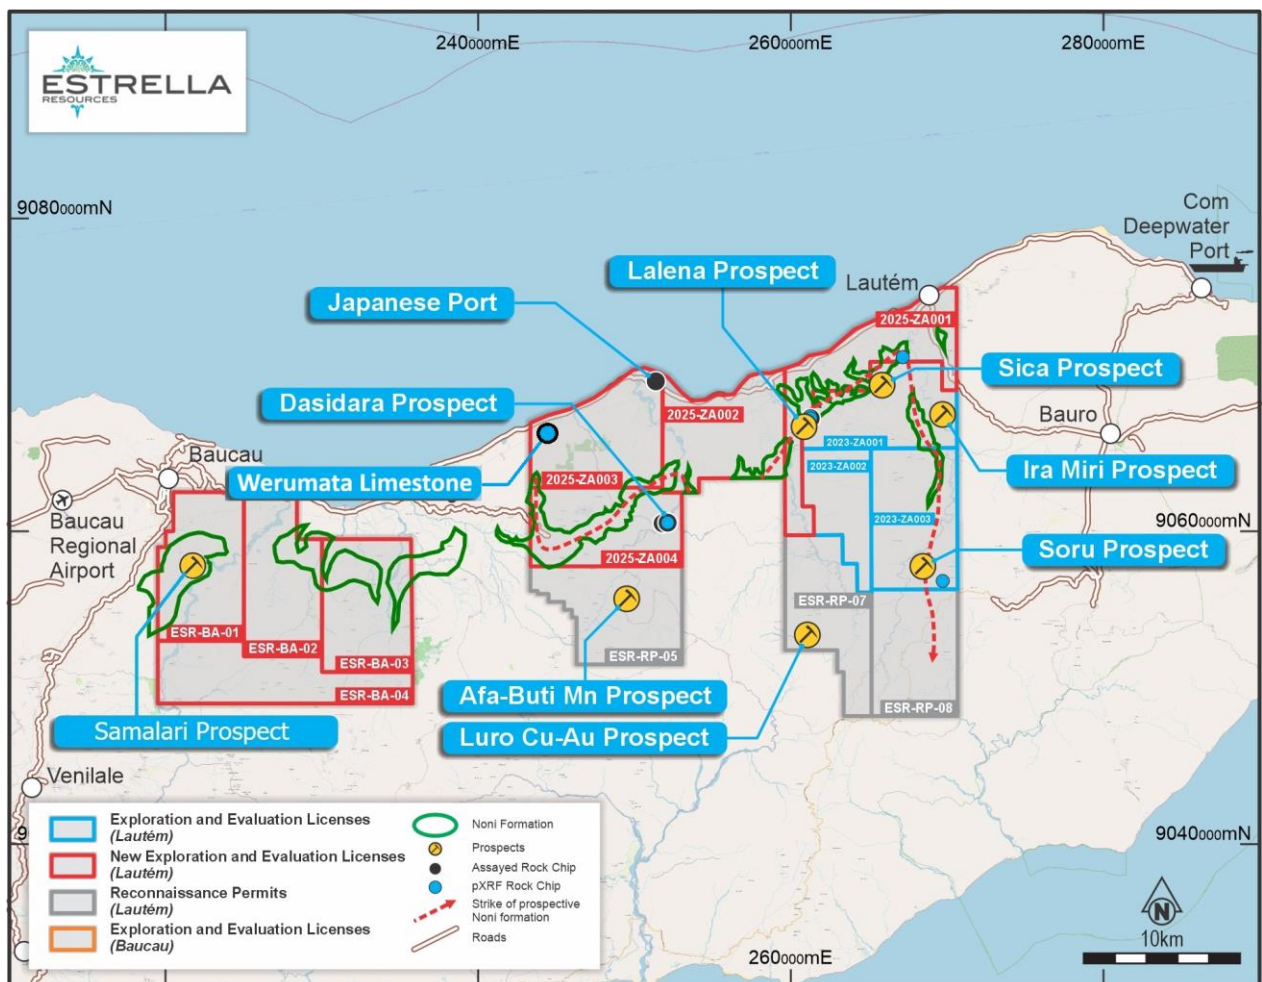 240000mE
260000mE
280000mE
ESTRELLA
RESOURCES
9080000mN
Com
Deepwater
Port
Lalena Prospect
Lautém
Japanese Port
2025-ZA001
Sica Prospect
Dasidara Prospect
2025-ZA002
Bauro
2023-ZA001
Baucau
2023-ZA002
Ira Miri Prospect
Werumata Limestone
2025-ZA003
Baucau
Regional
Airport
2023-ZA003
9060000mN
Soru Prospect
2025-ZA004
ESR-RP-07
ESR-BA-01
ESR-BA-02
ESR-BA-03
ESR-RP-05
ESR-BA-04
Afa-Buti Mn Prospect
ESR-RP-08
Samalari Prospect
Luro Cu-Au Prospect
Venilale
Exploration and Evaluation Licenses
(Lautém)
New Exploration and Evaluation Licenses
(Lautém)
Reconnaissance Permits
(Lautém)
Exploration and Evaluation Licenses
(Baucau)
Noni Formation
Prospects
Assayed Rock Chip
pXRF Rock Chip
Strike of prospective
Noni formation
Roads
9040000mN
N
10km
260000mE